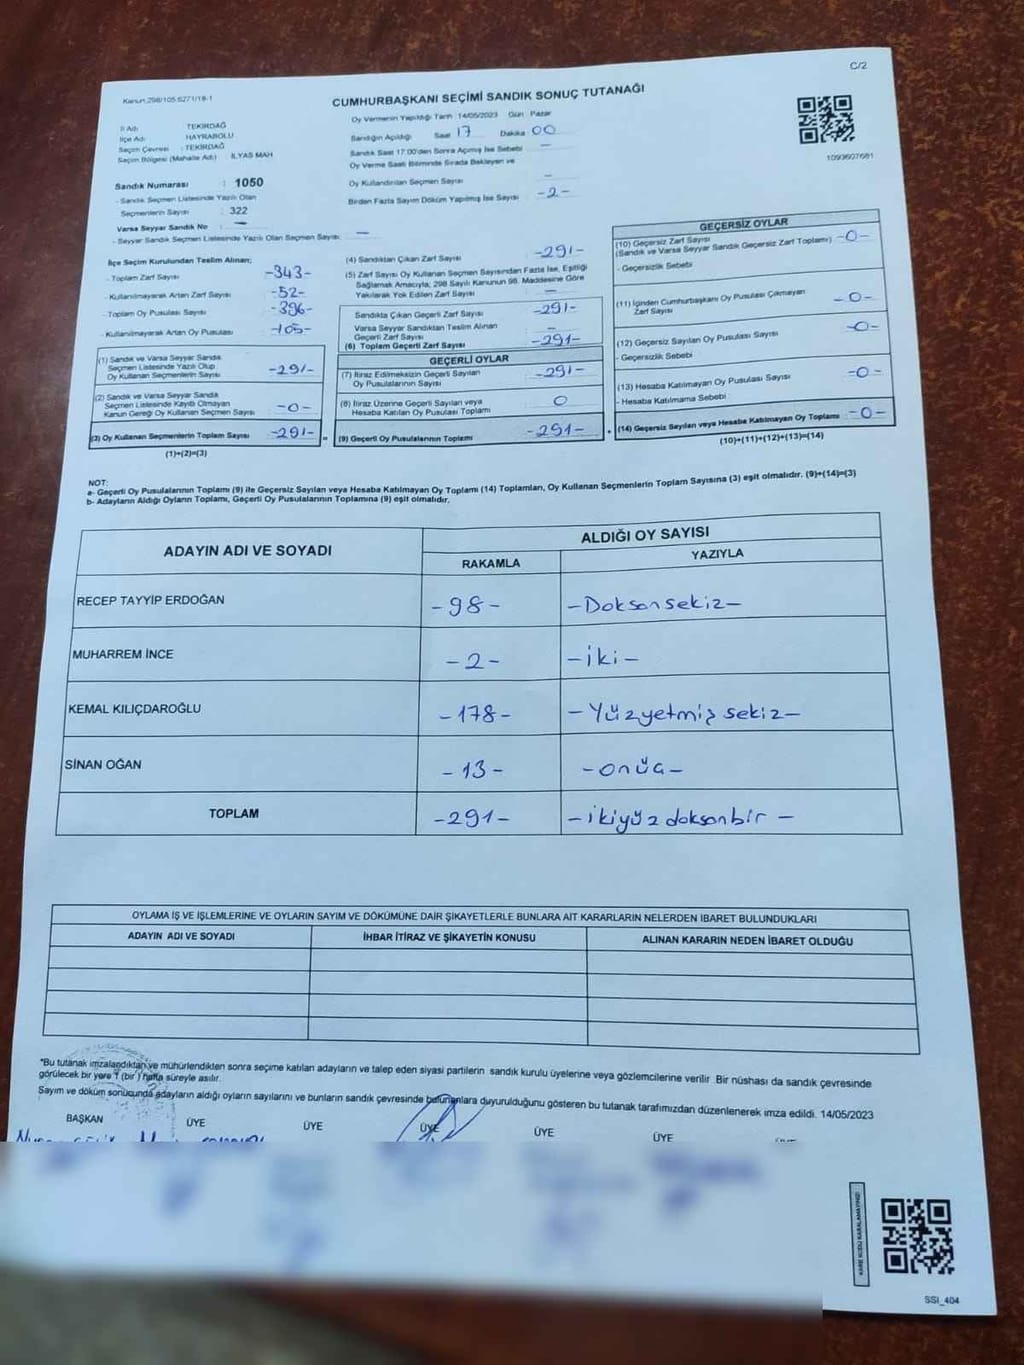 C/2
Kanun.298/105.6271/18-1
CUMHURBAŞKANI SEÇİMİ SANDIK SONUÇ TUTANAĞI
İl Adı TEKİRDAĞ
İlçe Adı HAYRABOLU
Seçim Çevresi : TEKİRDAĞ
Seçim Bölgesi (Mahalle Adı) İLYAS MAH
Oy Vermenin Yapıldığı Tarih 14/05/2023 Gün Pazar
Sandığın Açıldığı Saat 17 Dakika 00
Sandık Saat 17:00'den Sonra Açılmış İse Sebebi —
Oy Verme Saati Bitiminde Sırada Bekleyen ve
Oy Kullandırılan Seçmen Sayısı —
Birden Fazla Sayım Döküm Yapılmış İse Sayısı -2-
1093607681
Sandık Numarası : 1050
- Sandık Seçmen Listesinde Yazılı Olan
Seçmenlerin Sayısı : 322
Varsa Seyyar Sandık No : —
- Seyyar Sandık Seçmen Listesinde Yazılı Olan Seçmen Sayısı: —
İlçe Seçim Kurulundan Teslim Alınan;
- Toplam Zarf Sayısı -343-
- Kullanılmayarak Artan Zarf Sayısı -52-
- Toplam Oy Pusulası Sayısı -396-
- Kullanılmayarak Artan Oy Pusulası -105-
(1) Sandık ve Varsa Seyyar Sandık
Seçmen Listesinde Yazılı Olup
Oy Kullanan Seçmenlerin Sayısı -291-
(2) Sandık ve Varsa Seyyar Sandık
Seçmen Listesinde Kayıtlı Olmayan
Kanun Gereği Oy Kullanan Seçmen Sayısı -0-
(3) Oy Kullanan Seçmenlerin Toplam Sayısı -291-
(1)+(2)=(3)
(4) Sandıktan Çıkan Zarf Sayısı -291-
(5) Zarf Sayısı Oy Kullanan Seçmen Sayısından Fazla İse, Eşitliği
Sağlamak Amacıyla, 298 Sayılı Kanunun 98. Maddesine Göre
Yakılarak Yok Edilen Zarf Sayısı —
Sandıkta Çıkan Geçerli Zarf Sayısı -291-
Varsa Seyyar Sandıktan Teslim Alınan
Geçerli Zarf Sayısı —
(6) Toplam Geçerli Zarf Sayısı -291-
GEÇERLİ OYLAR
(7) İtiraz Edilmeksizin Geçerli Sayılan
Oy Pusulalarının Sayısı -291-
(8) İtiraz Üzerine Geçerli Sayılan veya
Hesaba Katılan Oy Pusulası Toplamı 0
(9) Geçerli Oy Pusulalarının Toplamı -291-
GEÇERSİZ OYLAR
(10) Geçersiz Zarf Sayısı
(Sandık ve Varsa Seyyar Sandık Geçersiz Zarf Toplamı) -0-
- Geçersizlik Sebebi
(11) İçinden Cumhurbaşkanı Oy Pusulası Çıkmayan
Zarf Sayısı -0-
(12) Geçersiz Sayılan Oy Pusulası Sayısı -0-
- Geçersizlik Sebebi
(13) Hesaba Katılmayan Oy Pusulası Sayısı -0-
- Hesaba Katılmama Sebebi
(14) Geçersiz Sayılan veya Hesaba Katılmayan Oy Toplamı -0-
(10)+(11)+(12)+(13)=(14)
NOT:
a- Geçerli Oy Pusulalarının Toplamı (9) ile Geçersiz Sayılan veya Hesaba Katılmayan Oy Toplamı (14) Toplamları, Oy Kullanan Seçmenlerin Toplam Sayısına (3) eşit olmalıdır. (9)+(14)=(3)
b- Adayların Aldığı Oyların Toplamı, Geçerli Oy Pusulalarının Toplamına (9) eşit olmalıdır.
ADAYIN ADI VE SOYADI
ALDIĞI OY SAYISI
RAKAMLA YAZIYLA
RECEP TAYYİP ERDOĞAN -98- -Doksansekiz-
MUHARREM İNCE -2- -iki-
KEMAL KILIÇDAROĞLU -178- -Yüzyetmiş sekiz-
SİNAN OĞAN -13- -onüç-
TOPLAM -291- -ikiyüzdoksanbir-
OYLAMA İŞ VE İŞLEMLERİNE VE OYLARIN SAYIM VE DÖKÜMÜNE DAİR ŞİKAYETLERLE BUNLARA AİT KARARLARIN NELERDEN İBARET BULUNDUKLARI
ADAYIN ADI VE SOYADI İHBAR İTİRAZ VE ŞİKAYETİN KONUSU ALINAN KARARIN NEDEN İBARET OLDUĞU
"Bu tutanak imzalandıktan ve mühürlendikten sonra seçime katılan adayların ve talep eden siyasi partilerin sandık kurulu üyelerine veya gözlemcilerine verilir. Bir nüshası da sandık çevresinde
görülecek bir yere 1 (bir) hafta süreyle asılır.
Sayım ve döküm sonucunda adayların aldığı oyların sayılarını ve bunların sandık çevresinde bulunanlara duyurulduğunu gösteren bu tutanak tarafımızdan düzenlenerek imza edildi. 14/05/2023
BAŞKAN ÜYE ÜYE ÜYE ÜYE ÜYE
KARE KODU KARALAMAYINIZ!
SSI_404